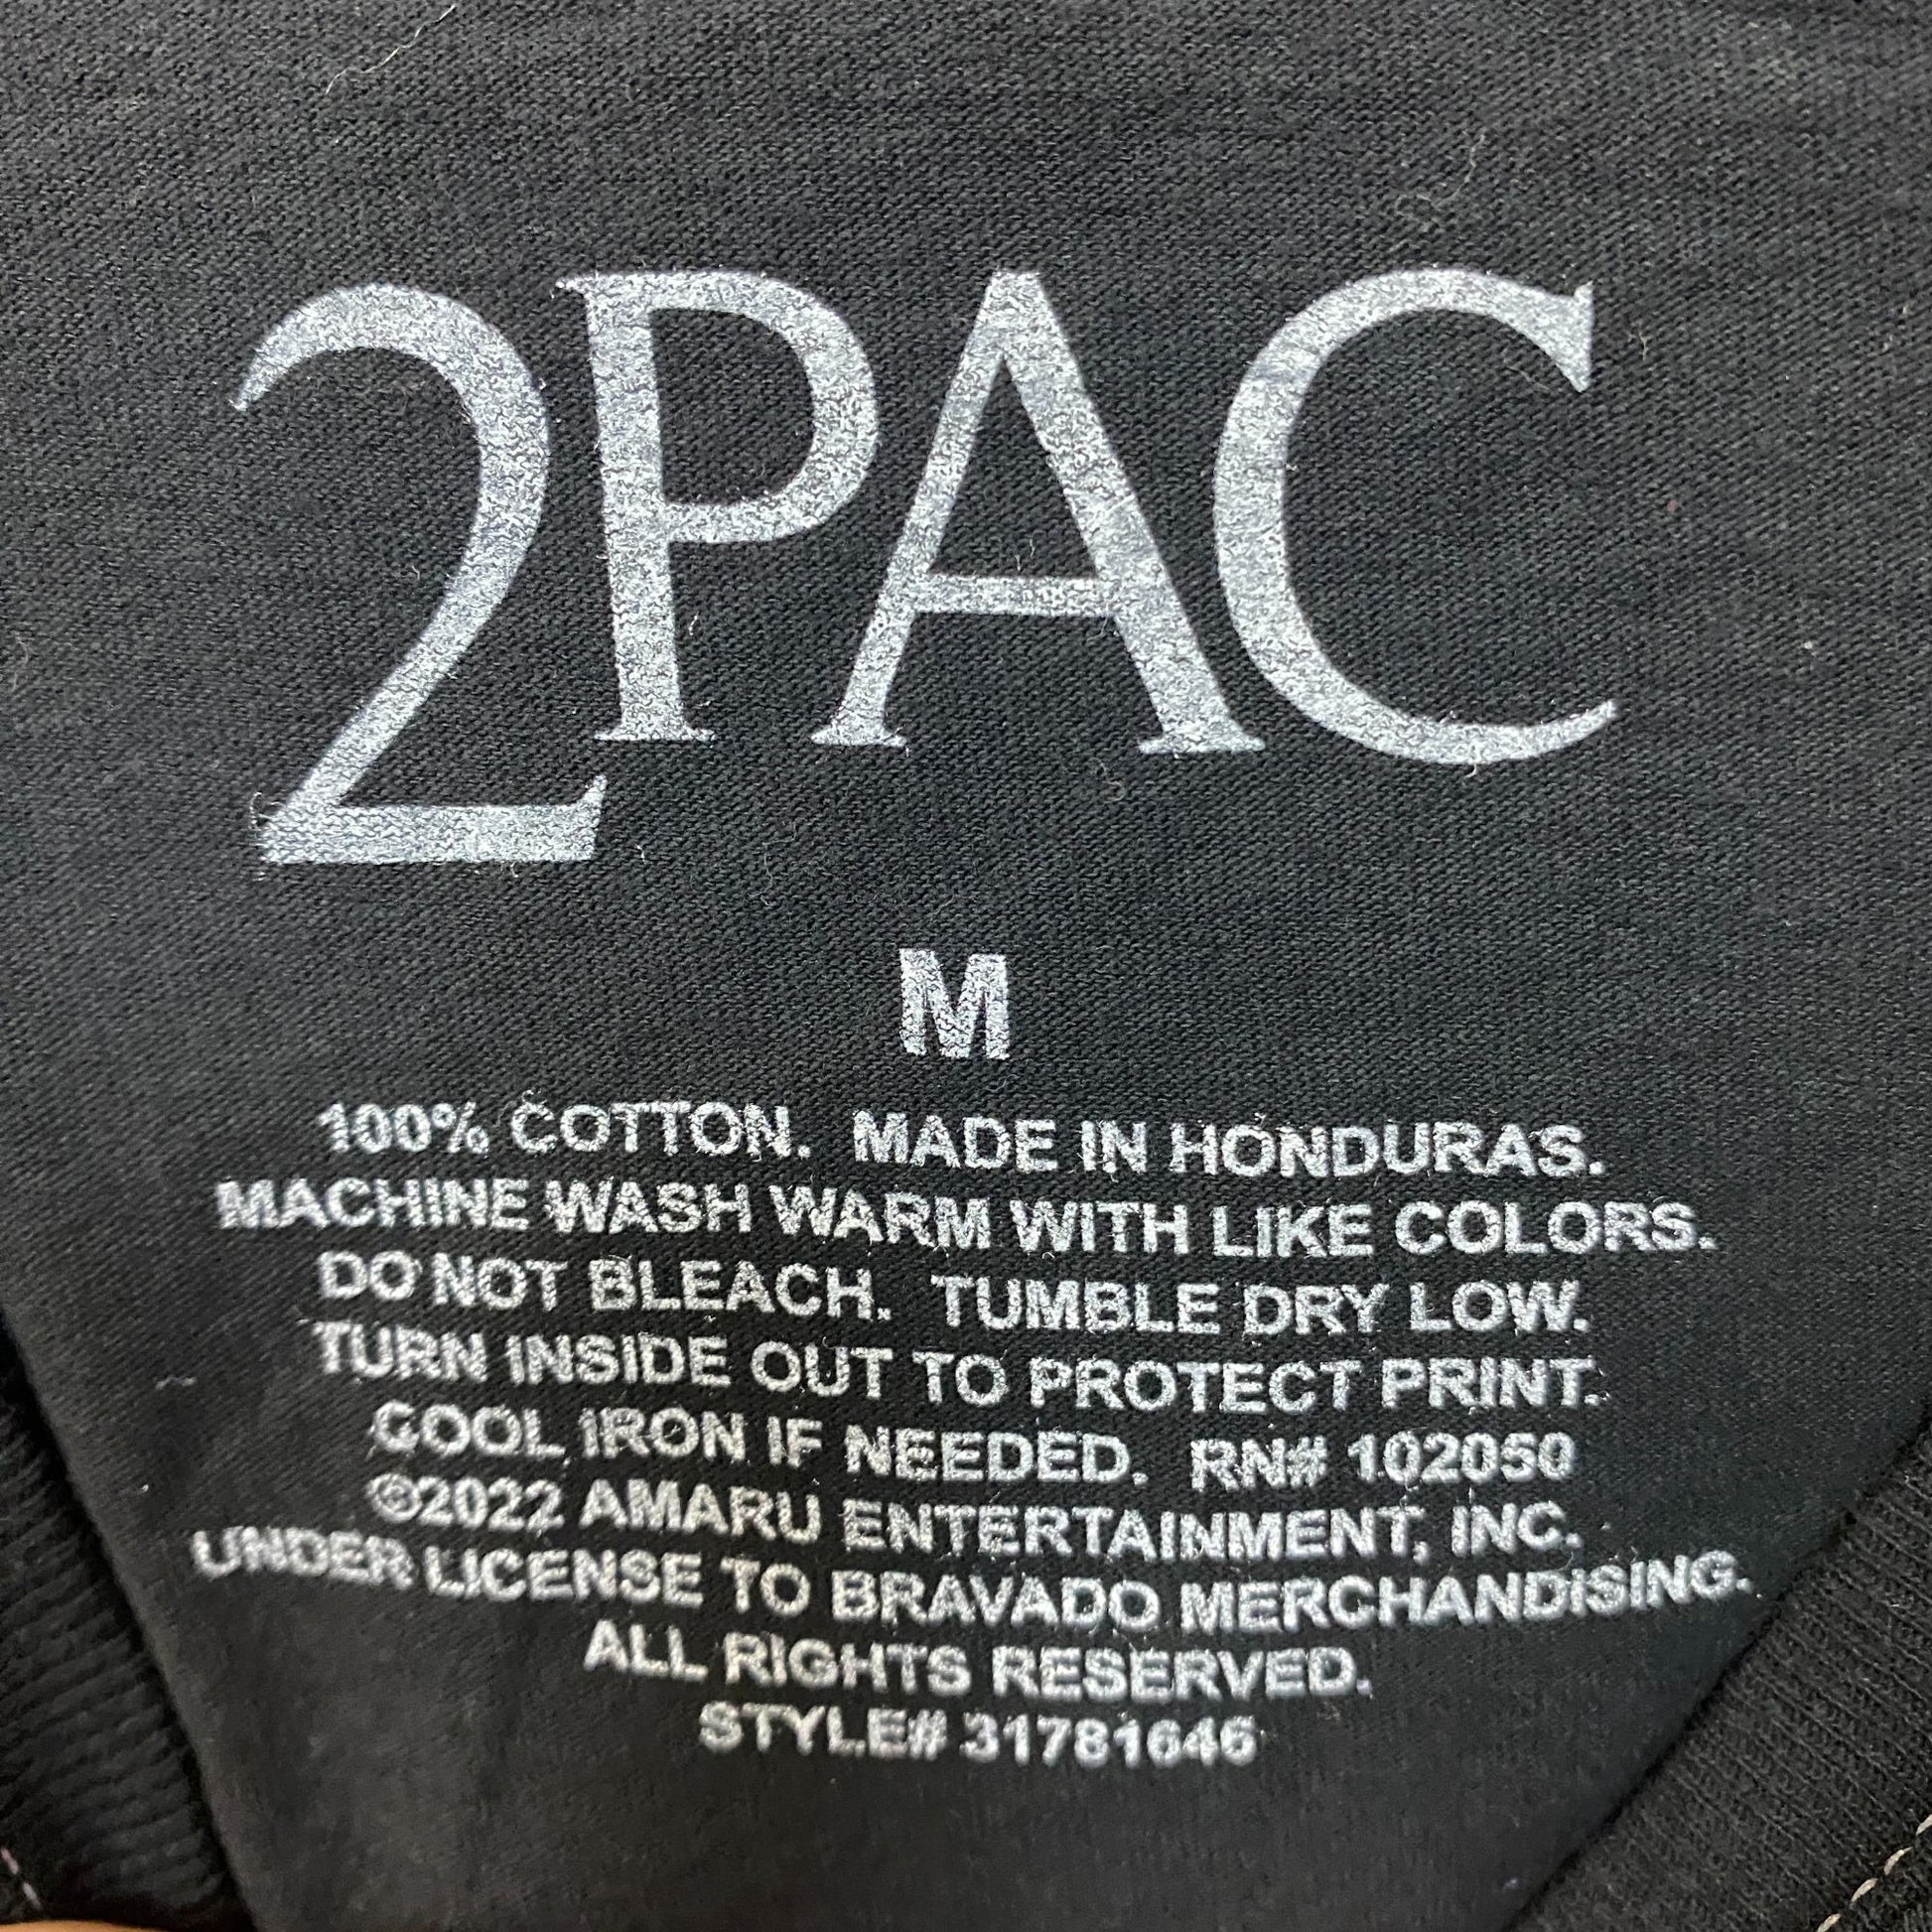 2PAC
M
100% COTTON. MADE IN HONDURAS.
MACHINE WASH WARM WITH LIKE COLORS.
DO NOT BLEACH. TUMBLE DRY LOW.
TURN INSIDE OUT TO PROTECT PRINT.
COOL IRON IF NEEDED. RN# 102050
©2022 AMARU ENTERTAINMENT, INC.
UNDER LICENSE TO BRAVADO MERCHANDISING.
ALL RIGHTS RESERVED.
STYLE# 31781646